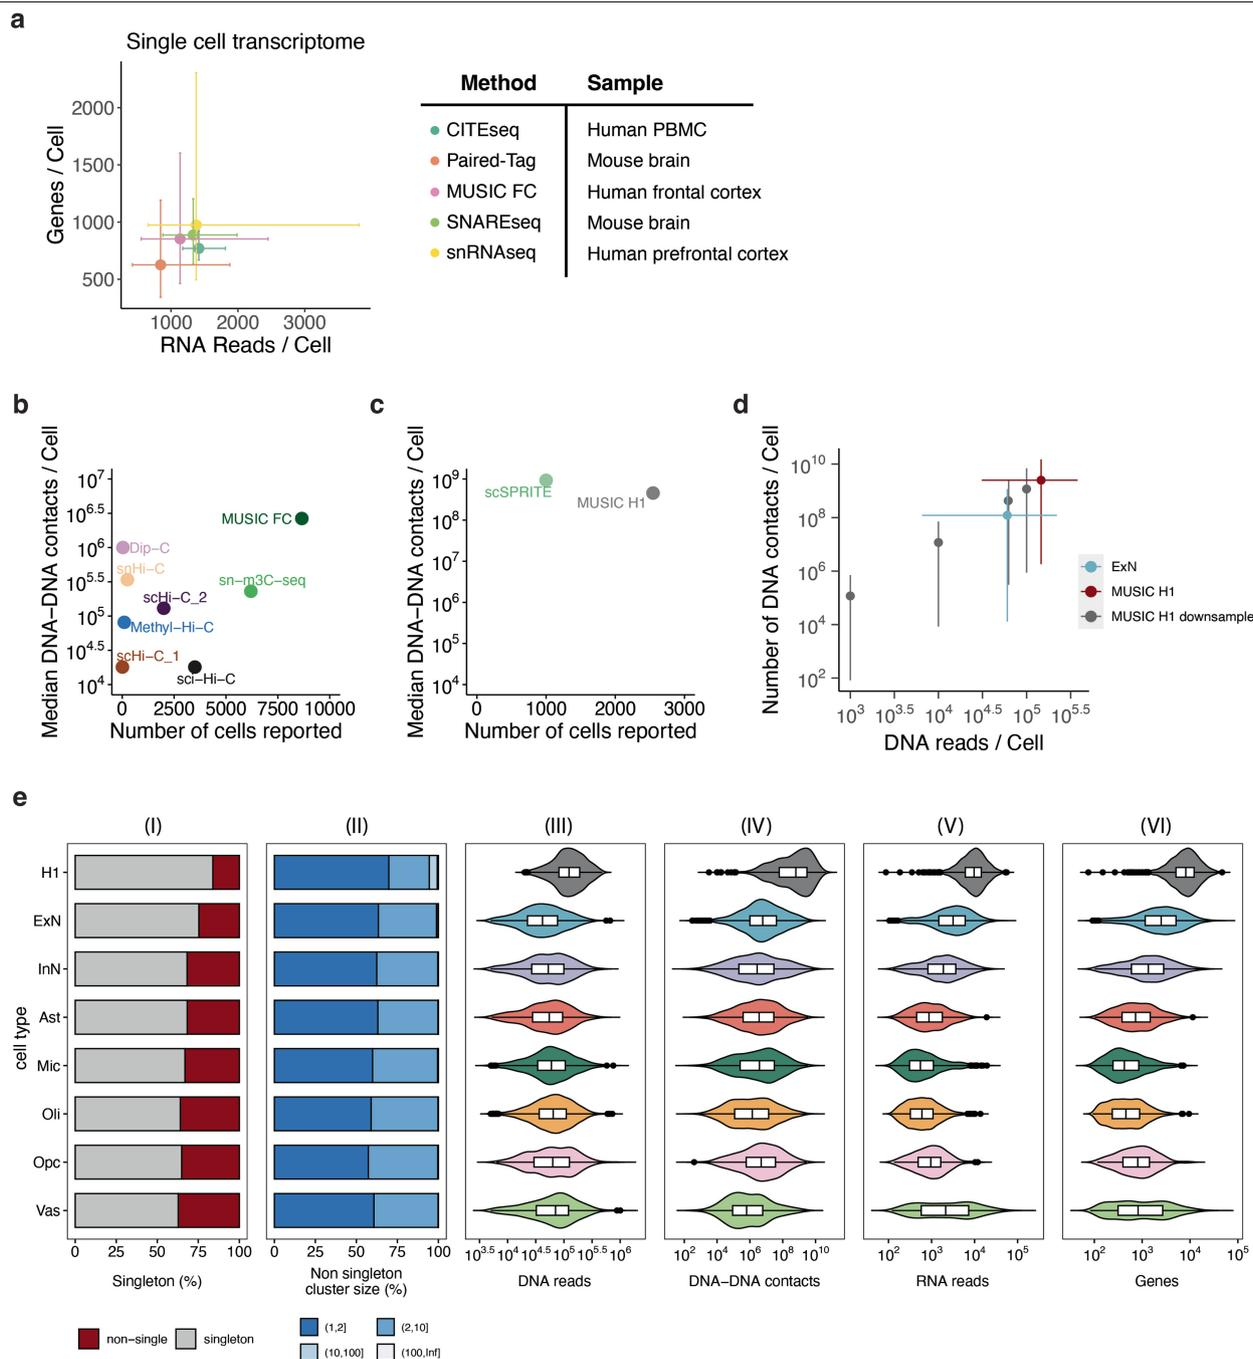 a
Single cell transcriptome
Genes / Cell
2000
1500
1000
500
1000 2000 3000
RNA Reads / Cell
Method Sample
CITEseq Human PBMC
Paired-Tag Mouse brain
MUSIC FC Human frontal cortex
SNAREseq Mouse brain
snRNAseq Human prefrontal cortex
b
Median DNA−DNA contacts / Cell
10^7
10^6.5
10^6
10^5.5
10^5
10^4.5
10^4
MUSIC FC
Dip−C
snHi−C
sn−m3C−seq
scHi−C_2
Methyl−Hi−C
scHi−C_1
sci−Hi−C
0 2500 5000 7500 10000
Number of cells reported
c
Median DNA−DNA contacts / Cell
10^9
10^8
10^7
10^6
10^5
10^4
scSPRITE
MUSIC H1
0 1000 2000 3000
Number of cells reported
d
Number of DNA contacts / Cell
10^10
10^8
10^6
10^4
10^2
10^3 10^3.5 10^4 10^4.5 10^5 10^5.5
DNA reads / Cell
ExN
MUSIC H1
MUSIC H1 downsample
e
(I) (II) (III) (IV) (V) (VI)
cell type
H1
ExN
InN
Ast
Mic
Oli
Opc
Vas
0 25 50 75 100
Singleton (%)
non−single singleton
0 25 50 75 100
Non singleton
cluster size (%)
(1,2] (2,10]
(10,100] (100,Inf]
10^3.5 10^4 10^4.5 10^5 10^5.5 10^6
DNA reads
10^2 10^4 10^6 10^8 10^10
DNA−DNA contacts
10^2 10^3 10^4 10^5
RNA reads
10^2 10^3 10^4 10^5
Genes